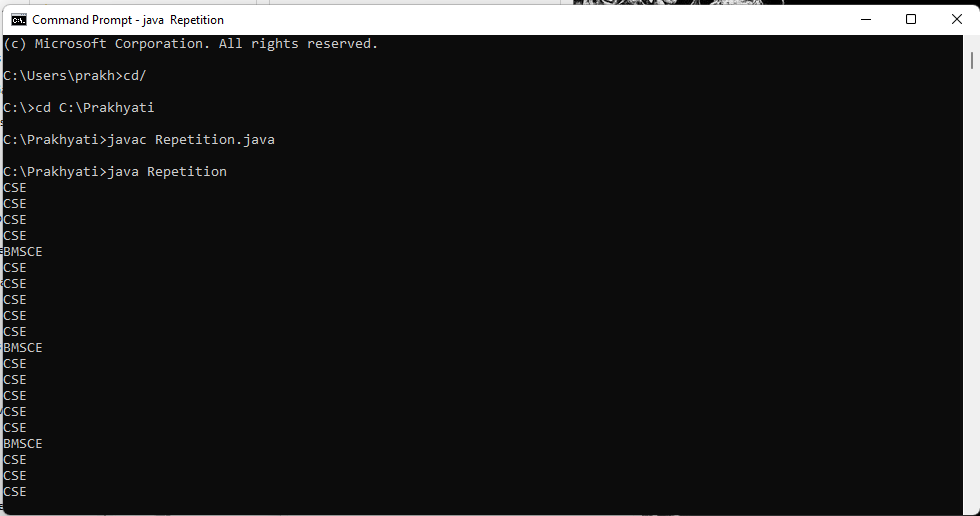 Command Prompt - java  Repetition
(c) Microsoft Corporation. All rights reserved.
C:\Users\prakh>cd/
C:\>cd C:\Prakhyati
C:\Prakhyati>javac Repetition.java
C:\Prakhyati>java Repetition
CSE
CSE
CSE
CSE
BMSCE
CSE
CSE
CSE
CSE
CSE
BMSCE
CSE
CSE
CSE
CSE
CSE
BMSCE
CSE
CSE
CSE